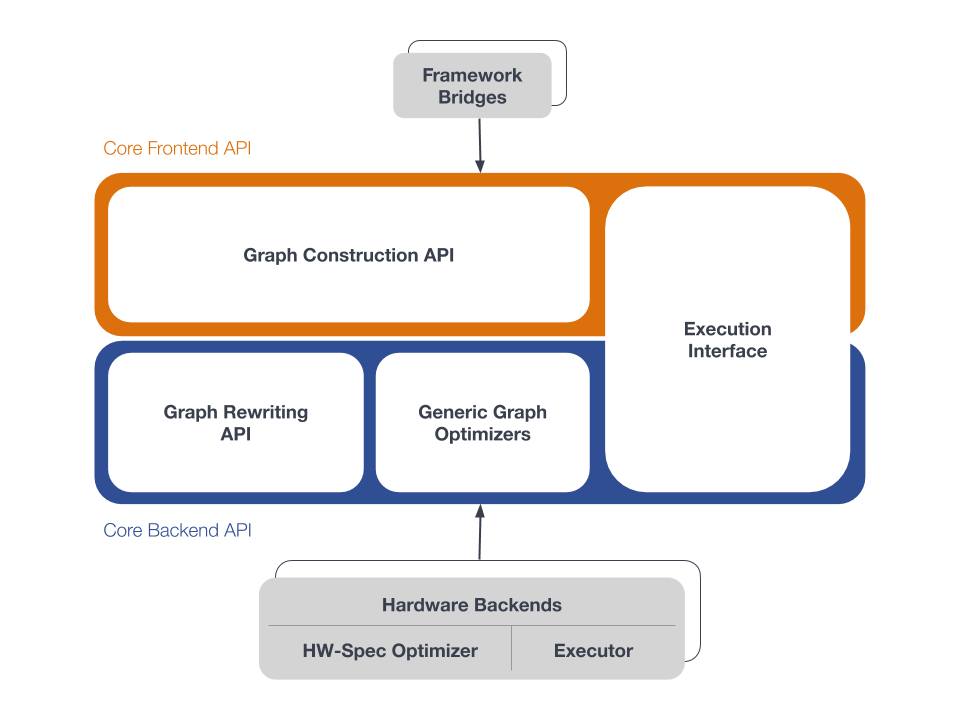 Framework
Bridges
Core Frontend API
Graph Construction API
Execution
Interface
Graph Rewriting
API
Generic Graph
Optimizers
Core Backend API
Hardware Backends
HW-Spec Optimizer
Executor